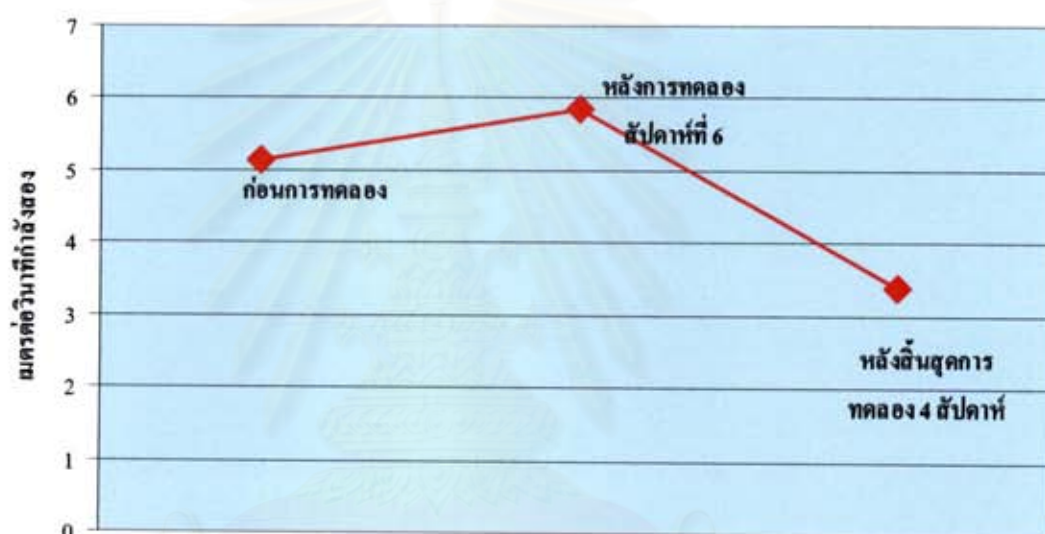 7
6
5
4
3
2
1
0
เมตรต่อวินาทีกำลังสอง
ก่อนการทดลอง
หลังการทดลอง
สัปดาห์ที่ 6
หลังสิ้นสุดการ
ทดลอง 4 สัปดาห์